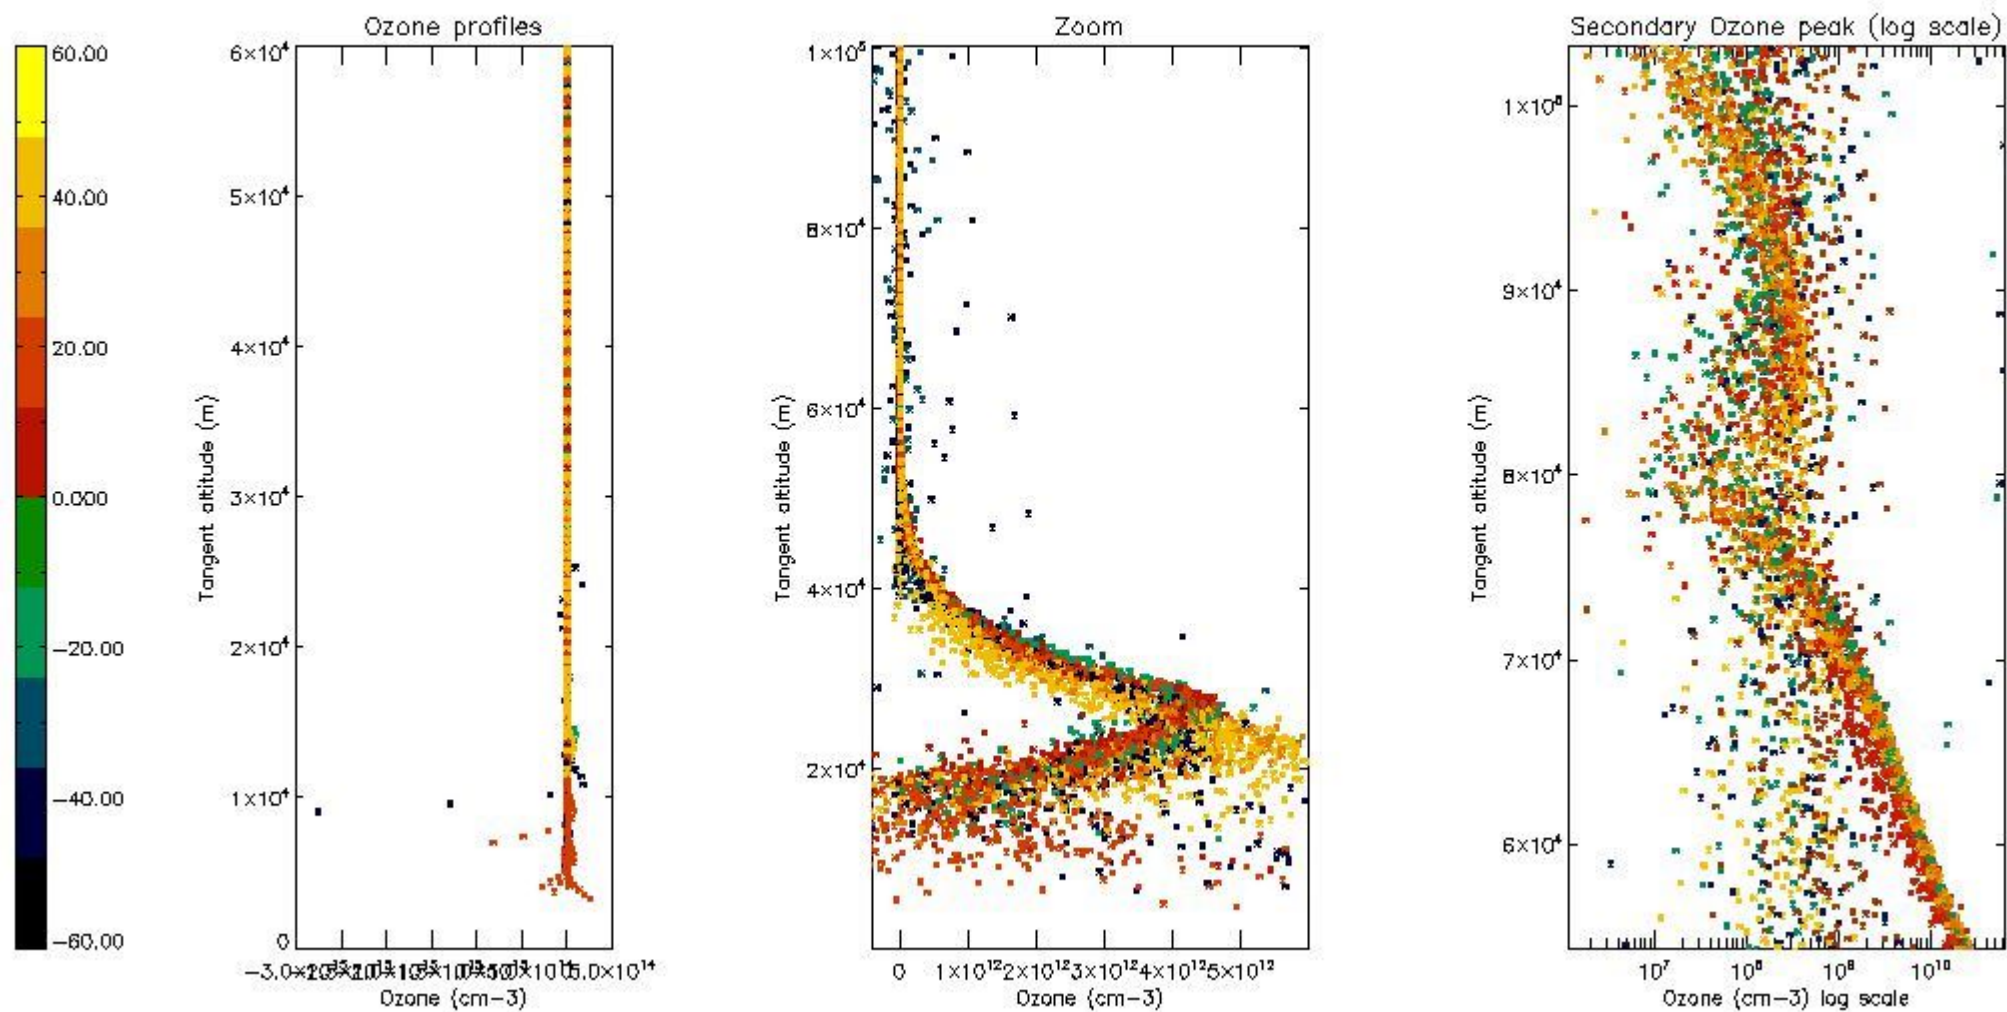 Ozone profiles
Zoom
Secondary Ozone peak (log scale)
60.00
40.00
20.00
−20.00
−40.00
−60.00
6×10⁴
5×10⁴
4×10⁴
3×10⁴
2×10⁴
1×10⁴
0
Tangent altitude (m)
5.0×10¹⁴
Ozone (cm−3)
1×10⁵
8×10⁴
6×10⁴
4×10⁴
2×10⁴
Tangent altitude (m)
0 1×10¹² 2×10¹² 3×10¹² 4×10¹² 5×10¹²
Ozone (cm−3)
9×10⁴
8×10⁴
7×10⁴
6×10⁴
Tangent altitude (m)
10⁷ 10⁸ 10⁹ 10¹⁰
Ozone (cm−3) log scale